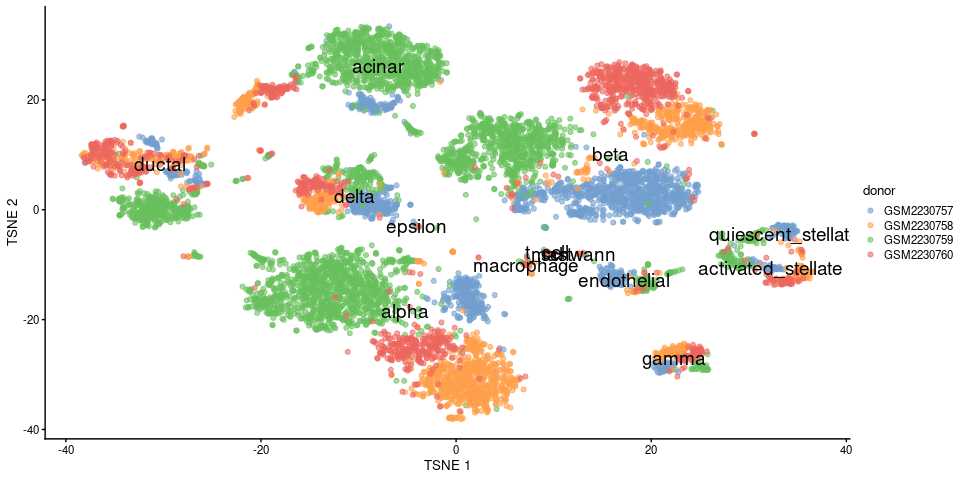 acinar
beta
ductal
delta
epsilon
quiescent_stellat
schwann
macrophage
activated_stellate
endothelial
alpha
gamma
donor
GSM2230757
GSM2230758
GSM2230759
GSM2230760
TSNE 2
20
0
-20
-40
-40
-20
0
20
40
TSNE 1